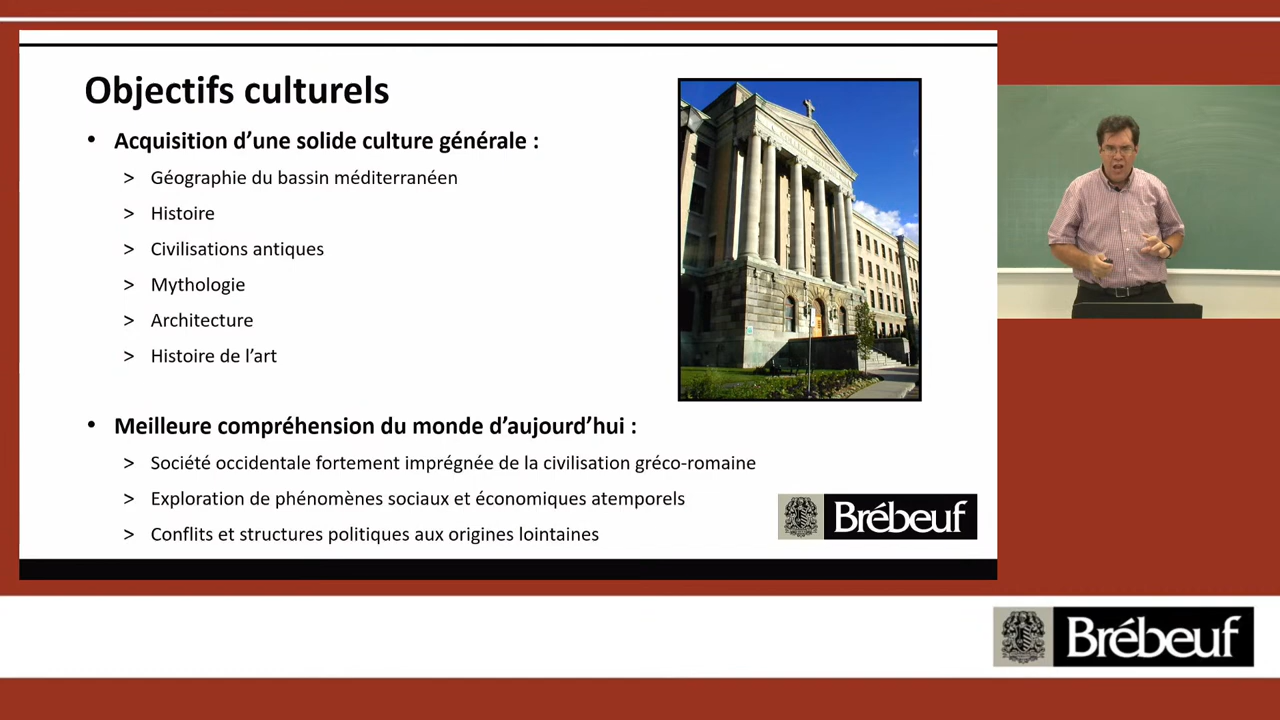 Objectifs culturels
• Acquisition d’une solide culture générale :
> Géographie du bassin méditerranéen
> Histoire
> Civilisations antiques
> Mythologie
> Architecture
> Histoire de l’art
• Meilleure compréhension du monde d’aujourd’hui :
> Société occidentale fortement imprégnée de la civilisation gréco-romaine
> Exploration de phénomènes sociaux et économiques atemporels
> Conflits et structures politiques aux origines lointaines
Brébeuf
Brébeuf